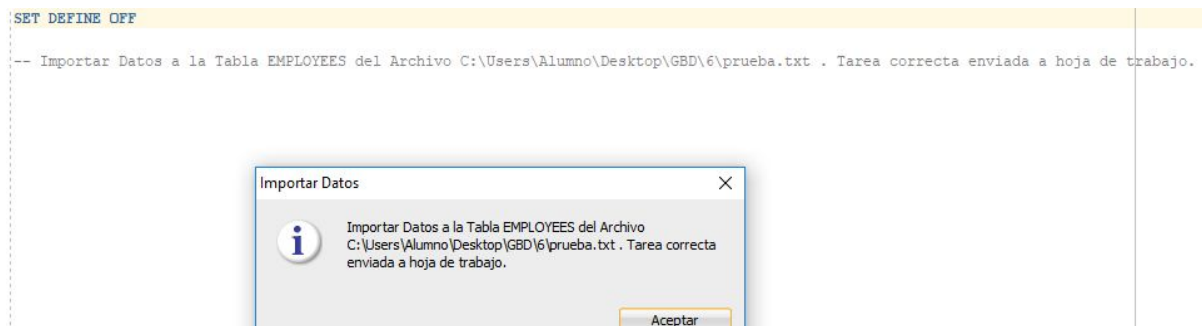 SET DEFINE OFF
-- Importar Datos a la Tabla EMPLOYEES del Archivo C:\Users\Alumno\Desktop\GBD\6\prueba.txt . Tarea correcta enviada a hoja de trabajo.
Importar Datos
Importar Datos a la Tabla EMPLOYEES del Archivo
C:\Users\Alumno\Desktop\GBD\6\prueba.txt . Tarea correcta
enviada a hoja de trabajo.
Aceptar